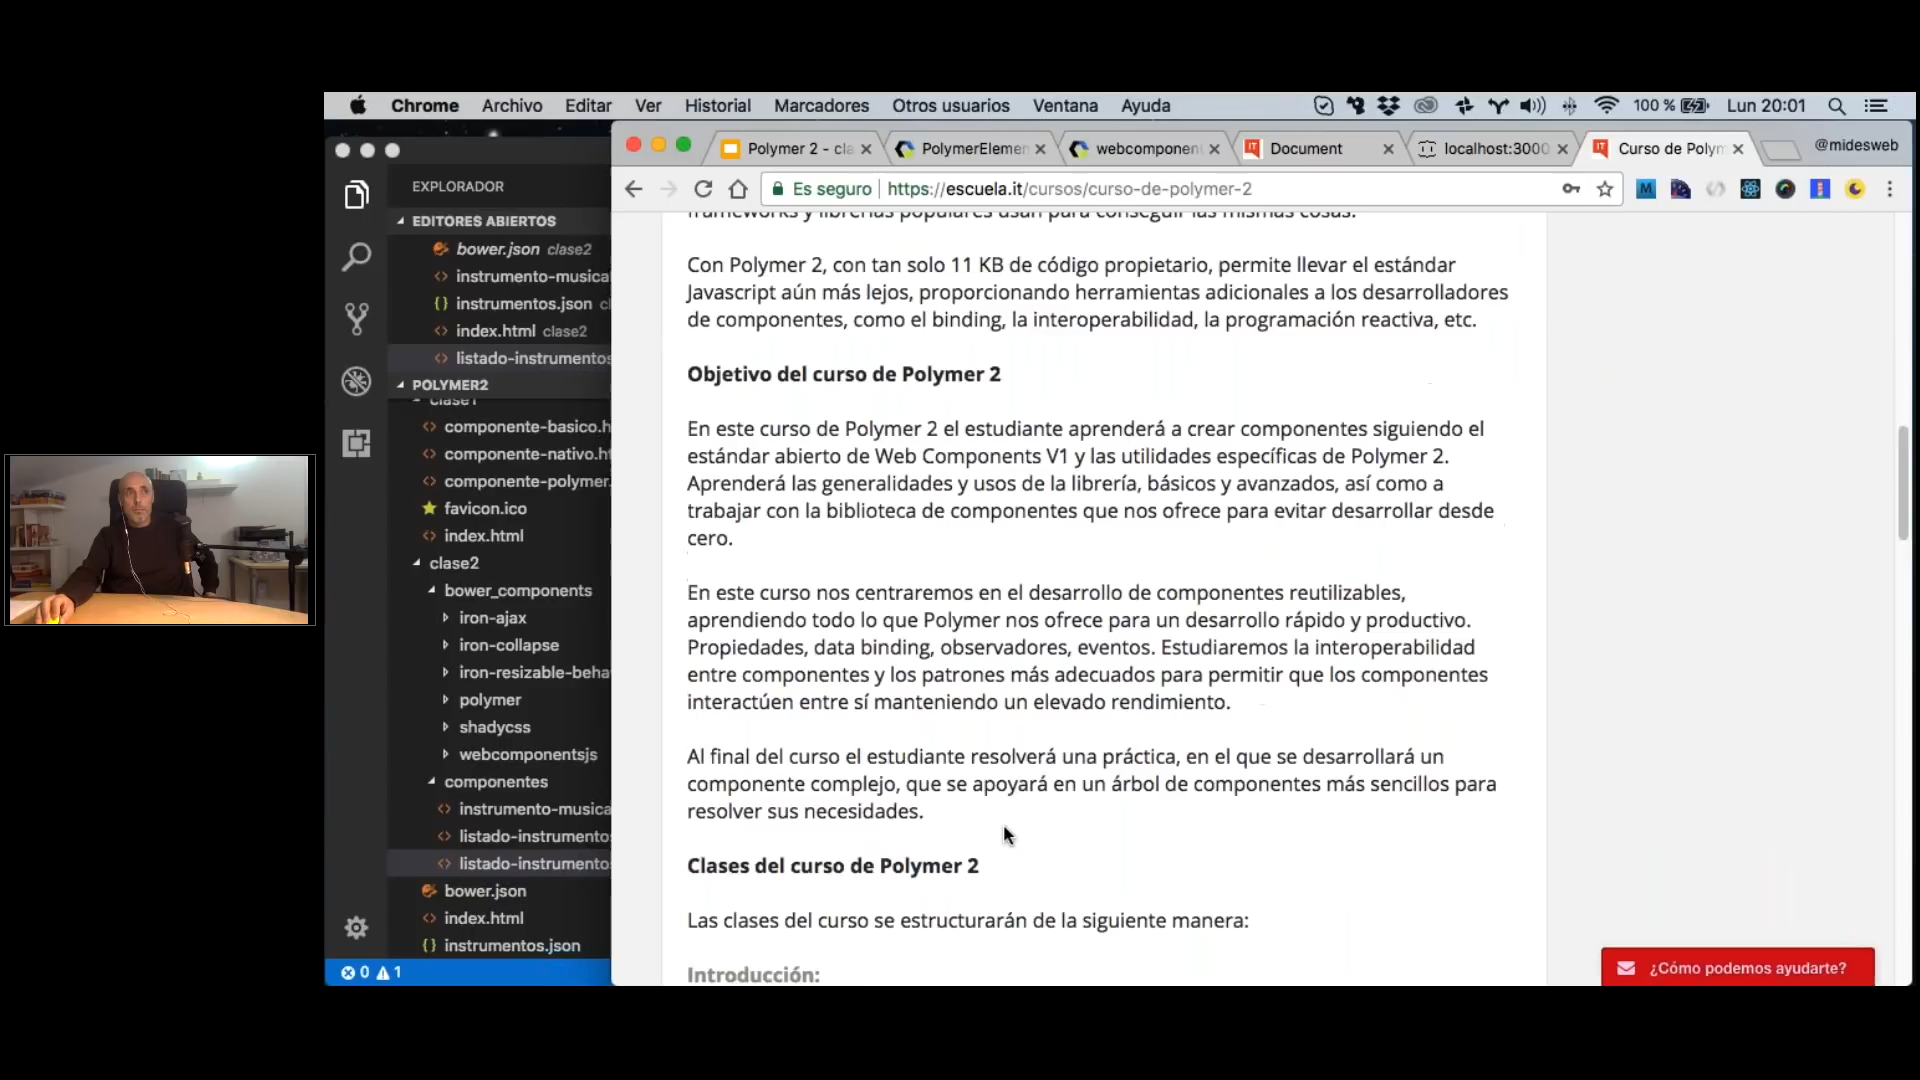 Chrome Archivo Editar Ver Historial Marcadores Otros usuarios Ventana Ayuda 100 % Lun 20:01
Polymer 2 - cla
PolymerElemen
webcomponen
Document
localhost:3000
Curso de Polym
@midesweb
Es seguro https://escuela.it/cursos/curso-de-polymer-2
EXPLORADOR
EDITORES ABIERTOS
bower.json clase2
instrumento-musica
instrumentos.json c
index.html clase2
listado-instrumentos
POLYMER2
clase1
componente-basico.h
componente-nativo.ht
componente-polymer.
favicon.ico
index.html
clase2
bower_components
iron-ajax
iron-collapse
iron-resizable-beha
polymer
shadycss
webcomponentsjs
componentes
instrumento-musica
listado-instrumento
listado-instrumento
bower.json
index.html
instrumentos.json
0 1
frameworks y librerías populares usan para conseguir las mismas cosas.
Con Polymer 2, con tan solo 11 KB de código propietario, permite llevar el estándar
Javascript aún más lejos, proporcionando herramientas adicionales a los desarrolladores
de componentes, como el binding, la interoperabilidad, la programación reactiva, etc.
Objetivo del curso de Polymer 2
En este curso de Polymer 2 el estudiante aprenderá a crear componentes siguiendo el
estándar abierto de Web Components V1 y las utilidades específicas de Polymer 2.
Aprenderá las generalidades y usos de la librería, básicos y avanzados, así como a
trabajar con la biblioteca de componentes que nos ofrece para evitar desarrollar desde
cero.
En este curso nos centraremos en el desarrollo de componentes reutilizables,
aprendiendo todo lo que Polymer nos ofrece para un desarrollo rápido y productivo.
Propiedades, data binding, observadores, eventos. Estudiaremos la interoperabilidad
entre componentes y los patrones más adecuados para permitir que los componentes
interactúen entre sí manteniendo un elevado rendimiento.
Al final del curso el estudiante resolverá una práctica, en el que se desarrollará un
componente complejo, que se apoyará en un árbol de componentes más sencillos para
resolver sus necesidades.
Clases del curso de Polymer 2
Las clases del curso se estructurarán de la siguiente manera:
Introducción:
¿Cómo podemos ayudarte?